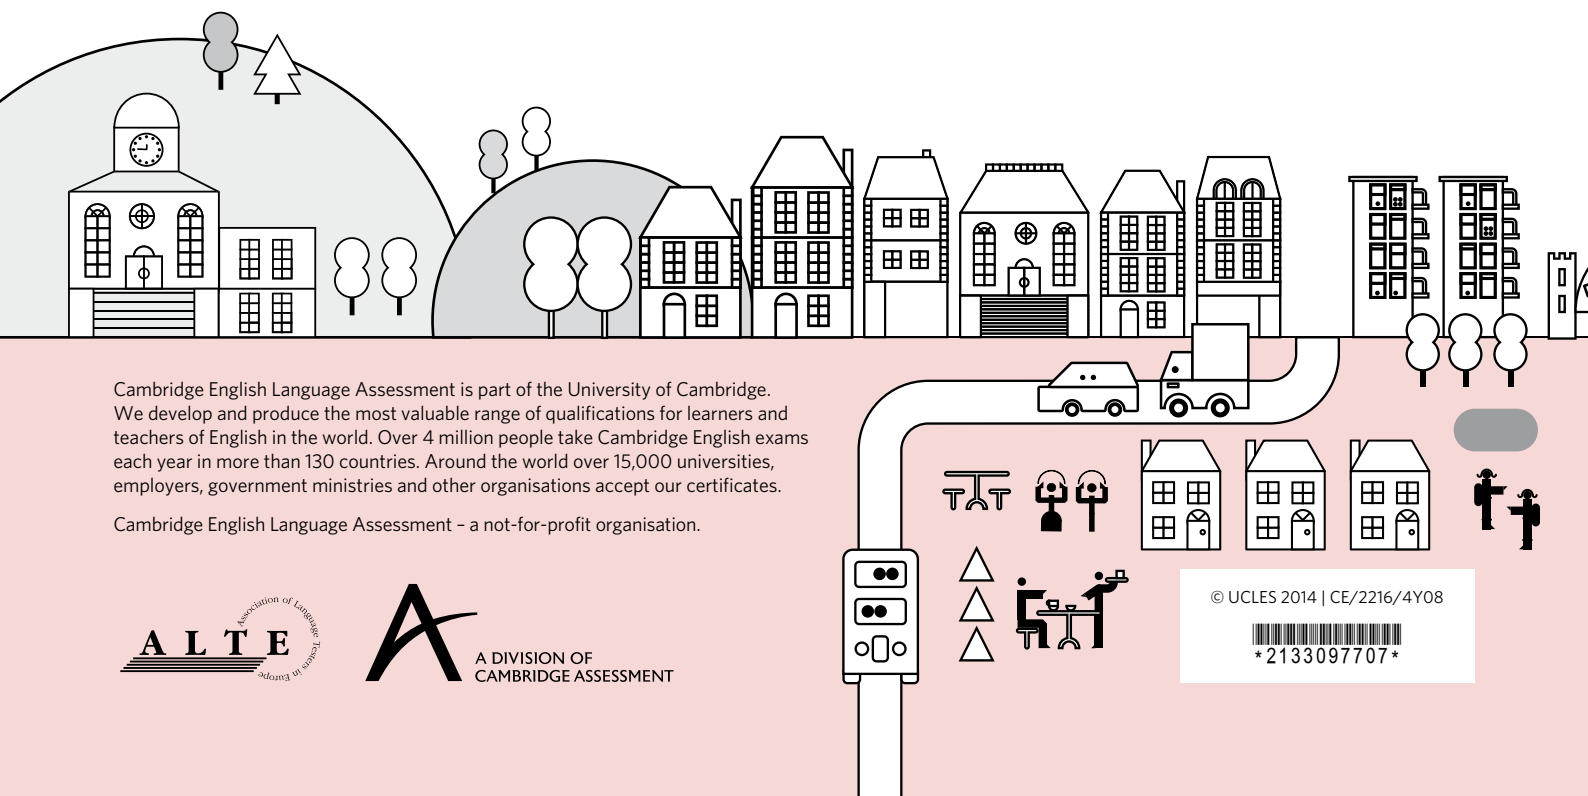 Cambridge English Language Assessment is part of the University of Cambridge.
We develop and produce the most valuable range of qualifications for learners and
teachers of English in the world. Over 4 million people take Cambridge English exams
each year in more than 130 countries. Around the world over 15,000 universities,
employers, government ministries and other organisations accept our certificates.
Cambridge English Language Assessment – a not-for-profit organisation.
ALTE
Association of Language Testers in Europe
A DIVISION OF
CAMBRIDGE ASSESSMENT
© UCLES 2014 | CE/2216/4Y08
*2133097707*